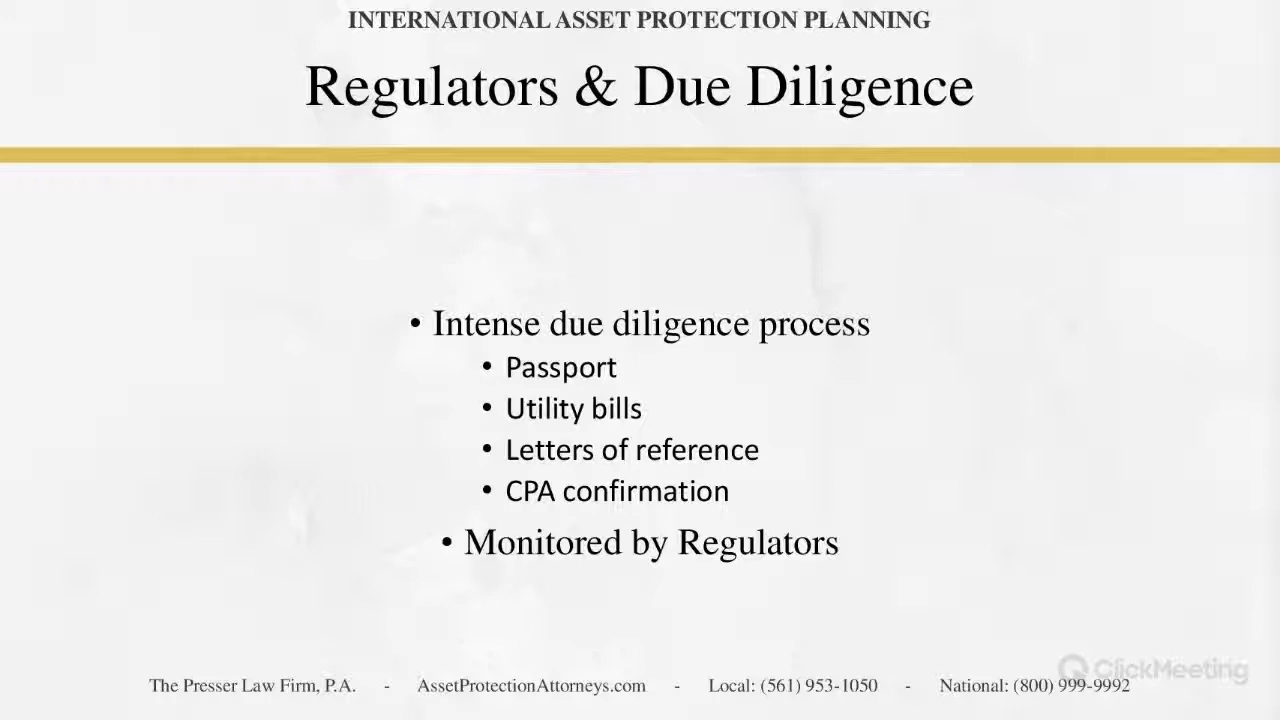 INTERNATIONAL ASSET PROTECTION PLANNING
Regulators & Due Diligence
• Intense due diligence process
• Passport
• Utility bills
• Letters of reference
• CPA confirmation
• Monitored by Regulators
ClickMeeting
The Presser Law Firm, P.A. - AssetProtectionAttorneys.com - Local: (561) 953-1050 - National: (800) 999-9992